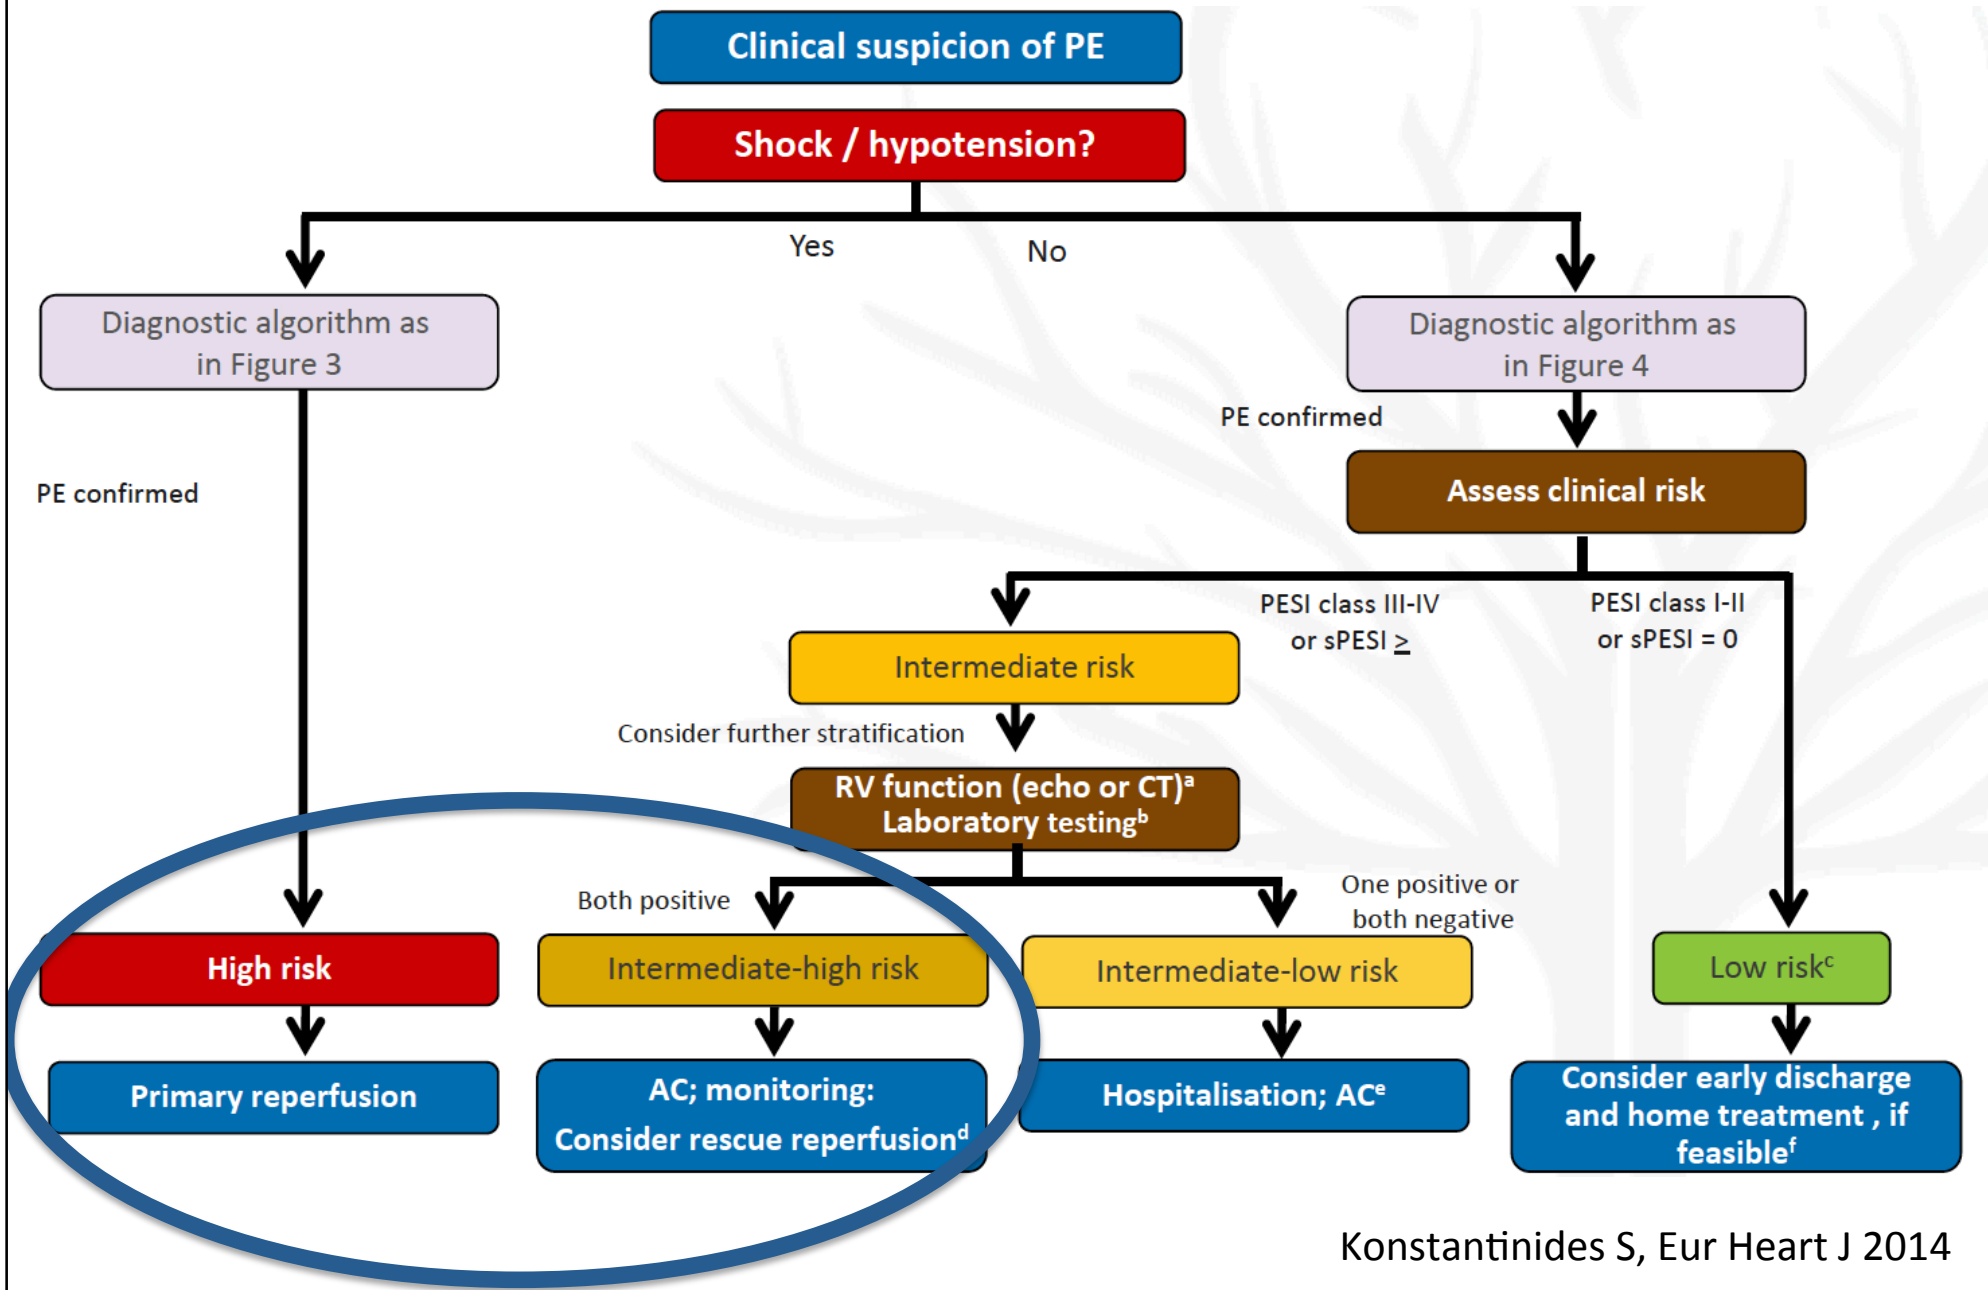 Clinical suspicion of PE
Shock / hypotension?
Yes
No
Diagnostic algorithm as
in Figure 3
Diagnostic algorithm as
in Figure 4
PE confirmed
PE confirmed
Assess clinical risk
PESI class III-IV
or sPESI ≥
PESI class I-II
or sPESI = 0
Intermediate risk
Consider further stratification
RV function (echo or CT)ᵃ
Laboratory testingᵇ
Both positive
One positive or
both negative
High risk
Intermediate-high risk
Intermediate-low risk
Low riskᶜ
Primary reperfusion
AC; monitoring:
Consider rescue reperfusionᵈ
Hospitalisation; ACᵉ
Consider early discharge
and home treatment , if
feasibleᶠ
Konstantinides S, Eur Heart J 2014